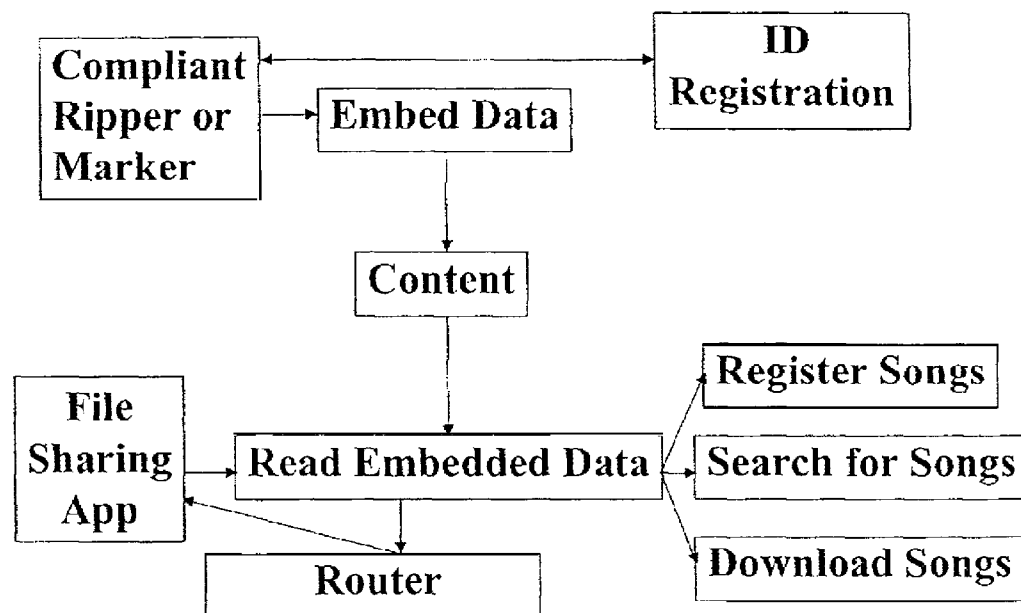 Compliant
Ripper or
Marker
ID
Registration
Embed Data
Content
File
Sharing
App
Read Embedded Data
Register Songs
Search for Songs
Download Songs
Router